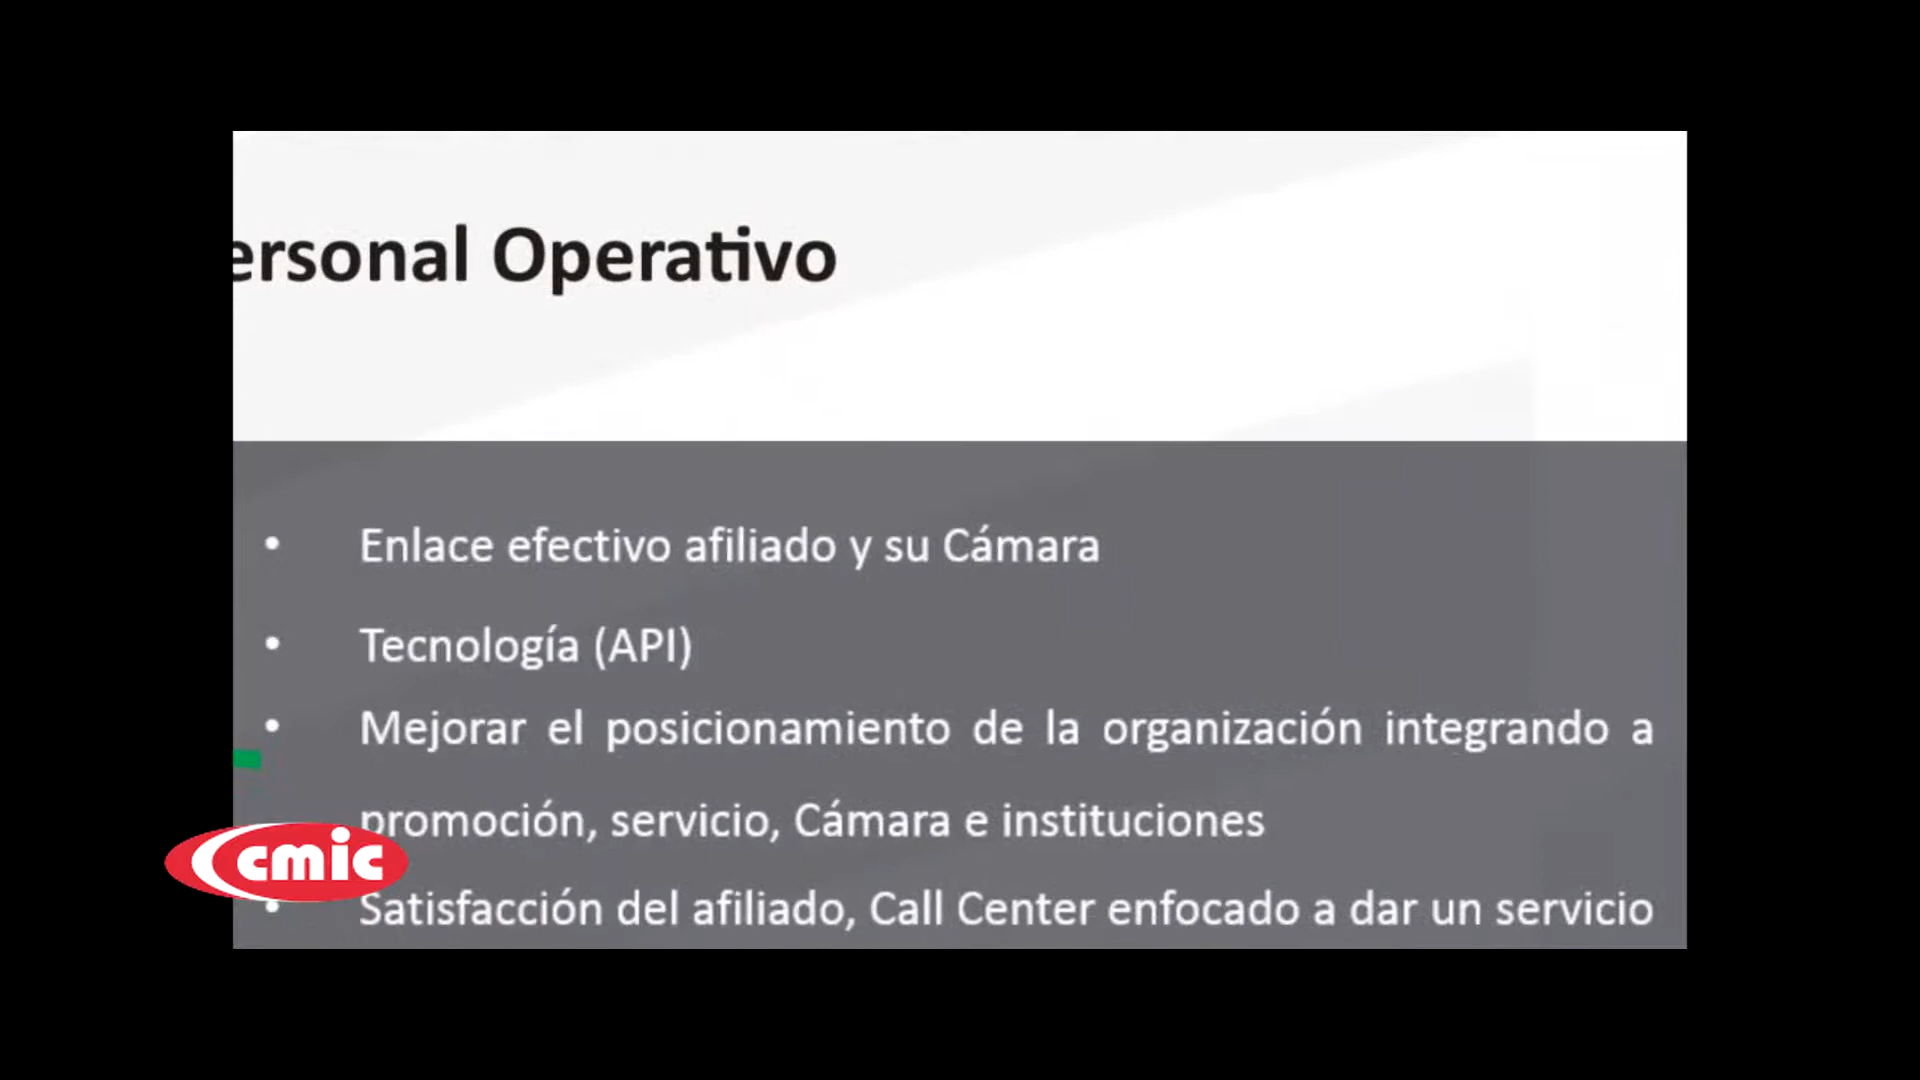 ersonal Operativo
• Enlace efectivo afiliado y su Cámara
• Tecnología (API)
• Mejorar el posicionamiento de la organización integrando a
promoción, servicio, Cámara e instituciones
cmic
• Satisfacción del afiliado, Call Center enfocado a dar un servicio